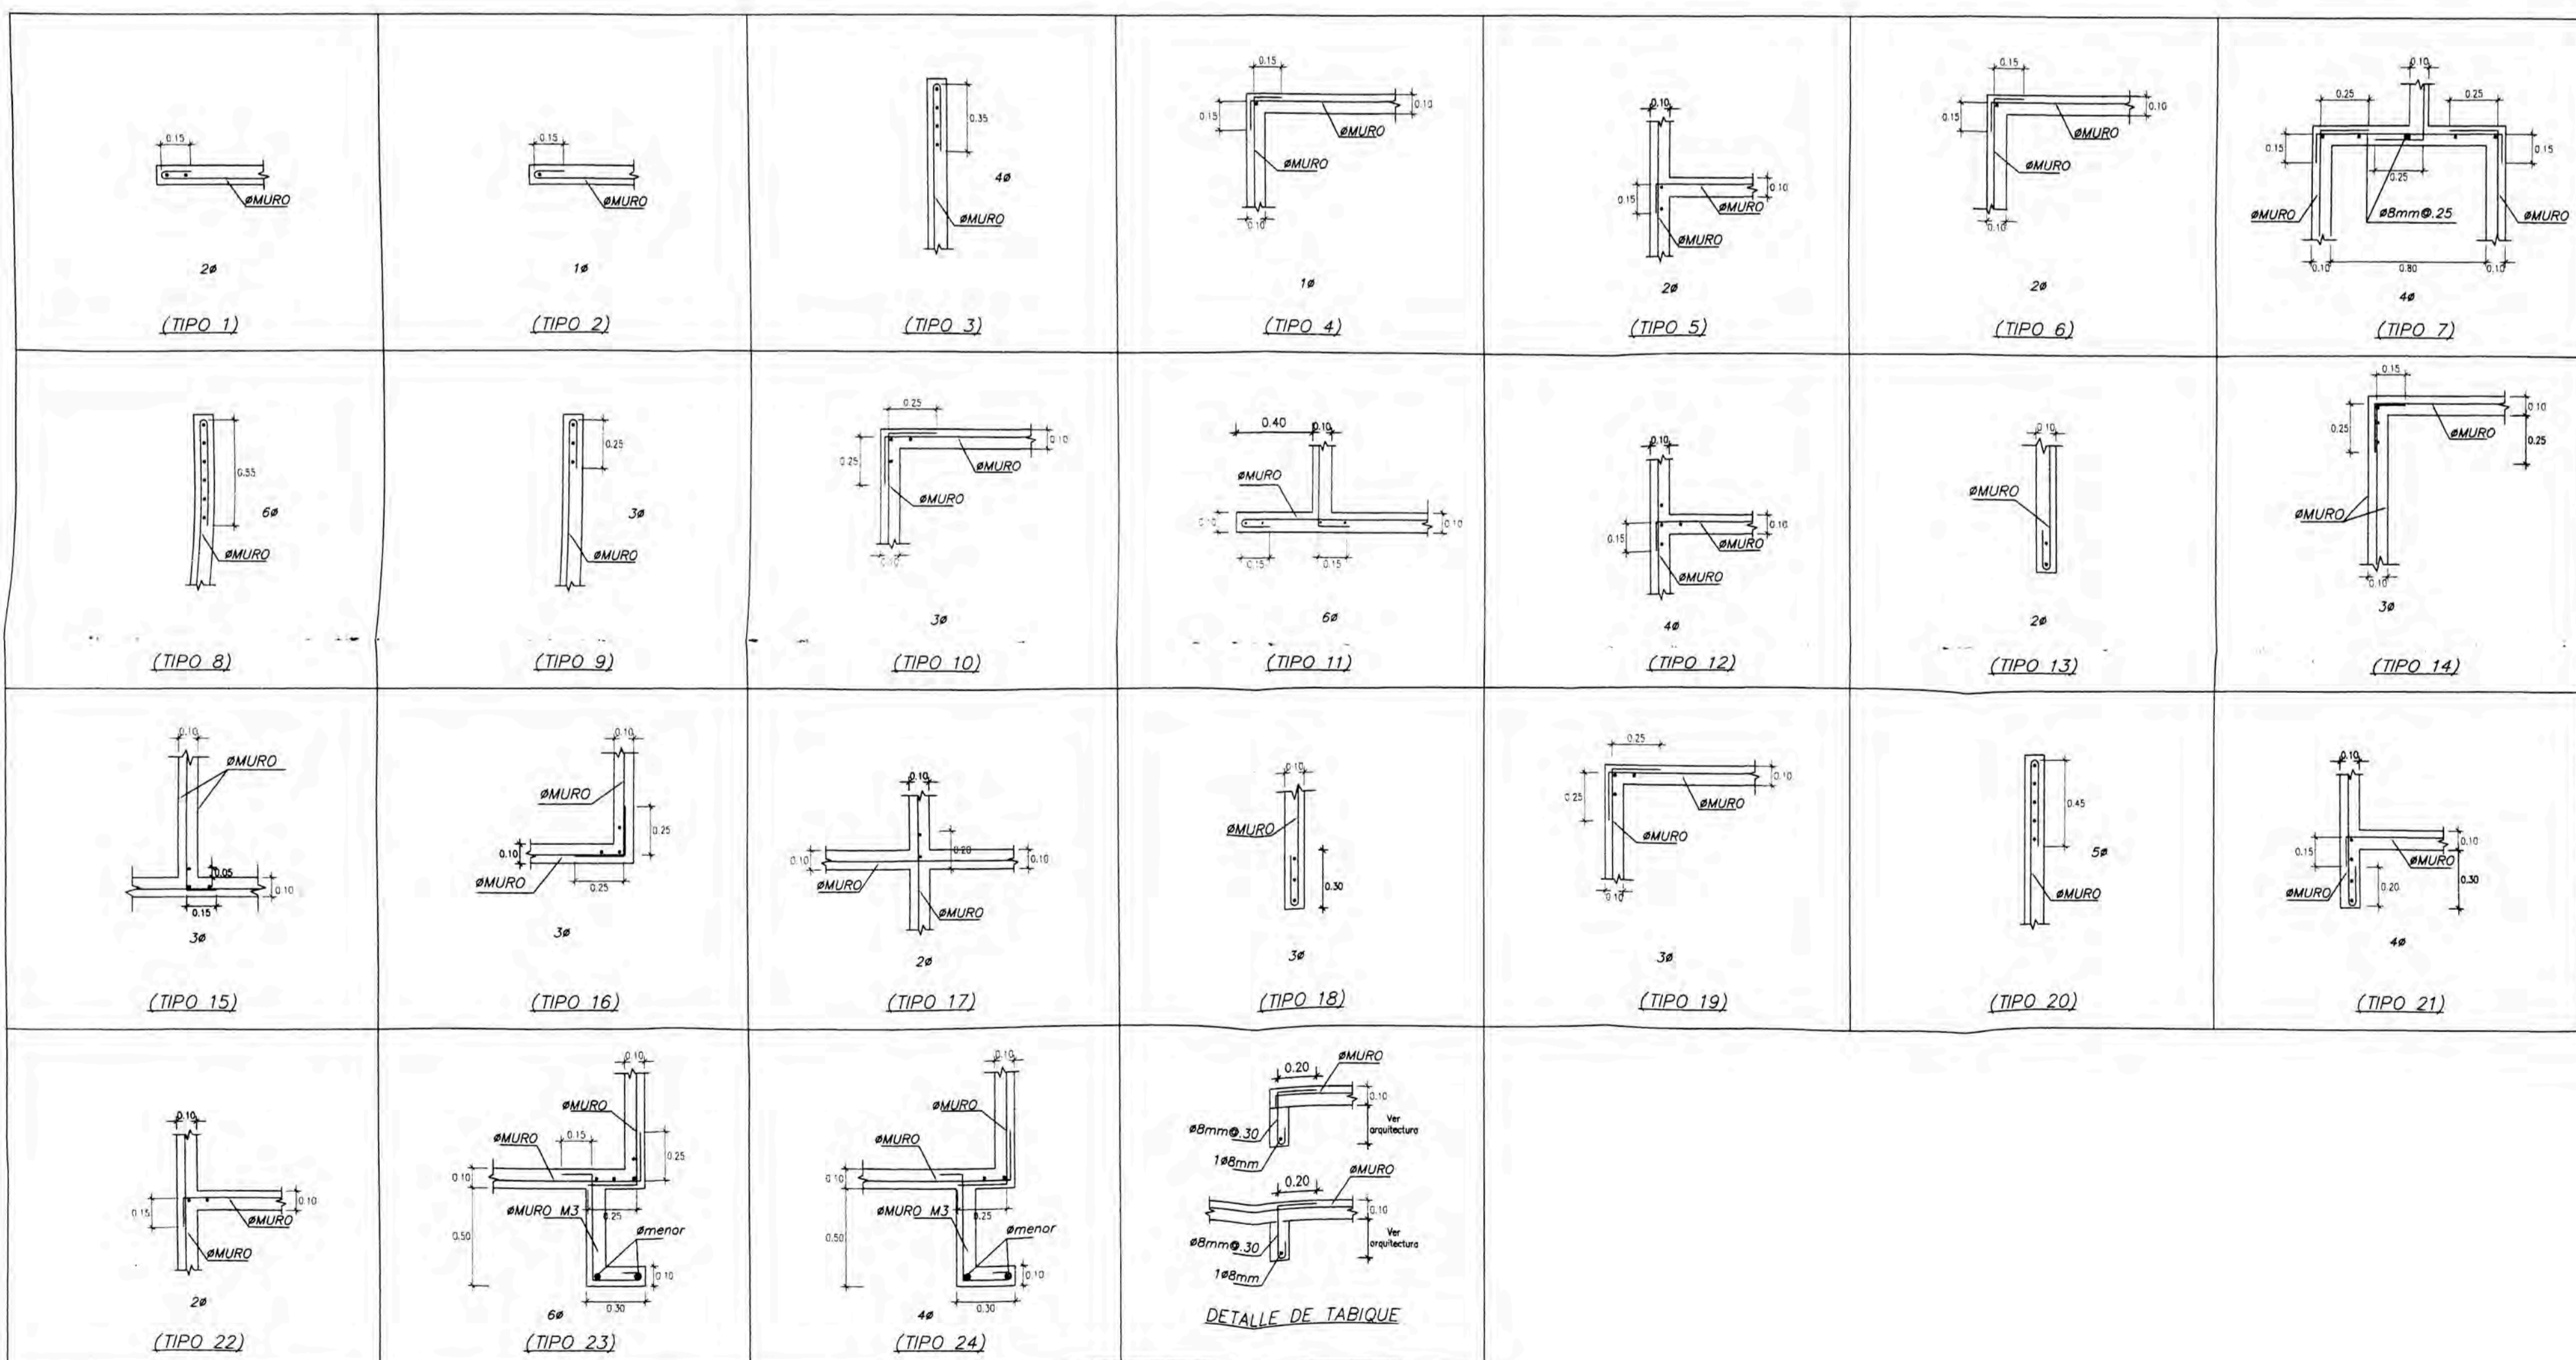 0.15
øMURO
2ø
(TIPO 1)
0.15
øMURO
1ø
(TIPO 2)
0.35
4ø
øMURO
(TIPO 3)
0.15
0.10
0.15
øMURO
øMURO
0.10
1ø
(TIPO 4)
0.10
0.10
0.15
øMURO
øMURO
2ø
(TIPO 5)
0.15
0.10
0.15
øMURO
øMURO
0.10
2ø
(TIPO 6)
0.10
0.25
0.25
0.15
0.15
0.25
øMURO
ø8mm@.25
øMURO
0.10
0.80
0.10
4ø
(TIPO 7)
0.55
6ø
øMURO
(TIPO 8)
0.25
3ø
øMURO
(TIPO 9)
0.25
0.10
0.25
øMURO
øMURO
0.10
3ø
(TIPO 10)
0.40
0.10
øMURO
0.10
0.10
0.15
0.15
6ø
(TIPO 11)
0.10
0.10
0.15
øMURO
øMURO
4ø
(TIPO 12)
0.10
øMURO
2ø
(TIPO 13)
0.15
0.10
0.25
øMURO
0.25
øMURO
0.10
3ø
(TIPO 14)
0.10
øMURO
0.05
0.10
0.15
3ø
(TIPO 15)
0.10
øMURO
0.25
0.10
øMURO
0.25
3ø
(TIPO 16)
0.10
0.20
0.10
0.10
øMURO
øMURO
2ø
(TIPO 17)
0.10
øMURO
0.30
3ø
(TIPO 18)
0.25
0.10
0.25
øMURO
øMURO
0.10
3ø
(TIPO 19)
0.45
5ø
øMURO
(TIPO 20)
0.10
0.10
0.15
øMURO
øMURO
0.20
0.30
4ø
(TIPO 21)
0.10
0.10
0.15
øMURO
øMURO
2ø
(TIPO 22)
0.10
øMURO
øMURO
0.15
0.25
0.10
øMURO M3
0.25
ømenor
0.50
0.10
0.30
6ø
(TIPO 23)
0.10
øMURO
øMURO
0.10
øMURO M3
0.25
ømenor
0.50
0.10
0.30
4ø
(TIPO 24)
øMURO
0.20
0.10
Ver
arquitectura
ø8mm@.30
1ø8mm
øMURO
0.20
0.10
Ver
arquitectura
ø8mm@.30
1ø8mm
DETALLE DE TABIQUE